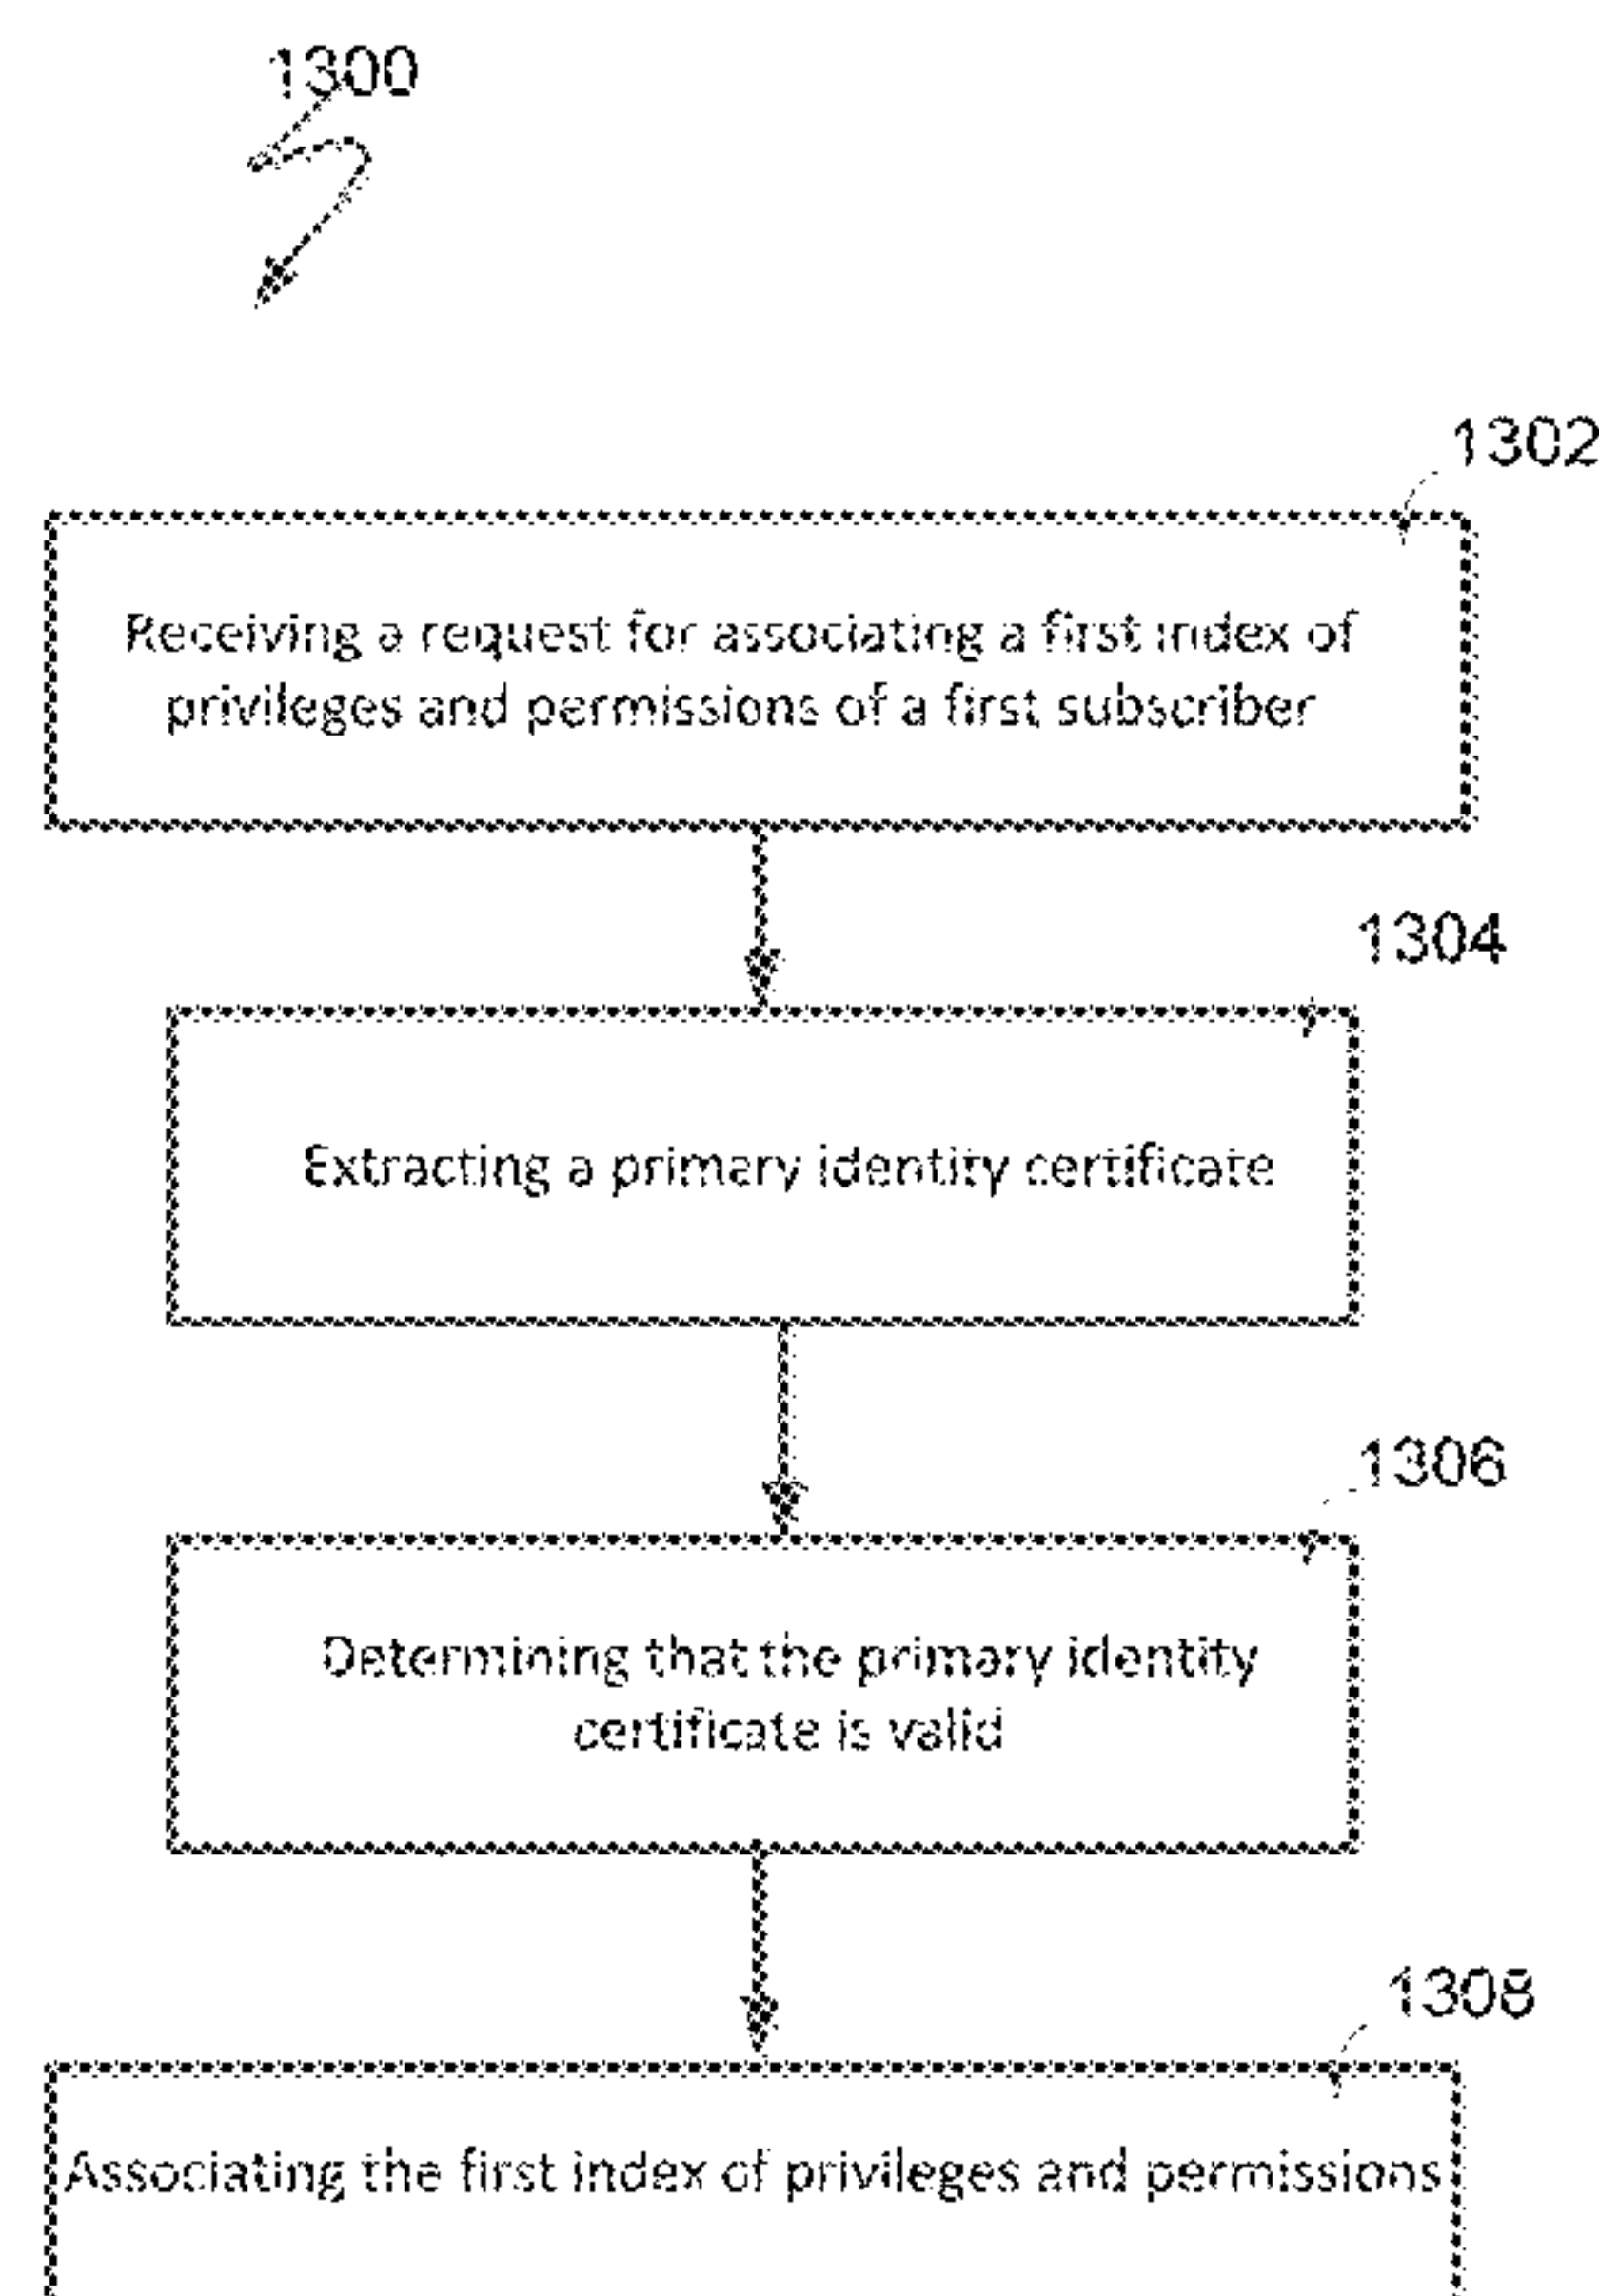 1300
1302
Receiving a request for associating a first index of
privileges and permissions of a first subscriber
1304
Extracting a primary identity certificate
1306
Determining that the primary identity
certificate is valid
1308
Associating the first index of privileges and permissions